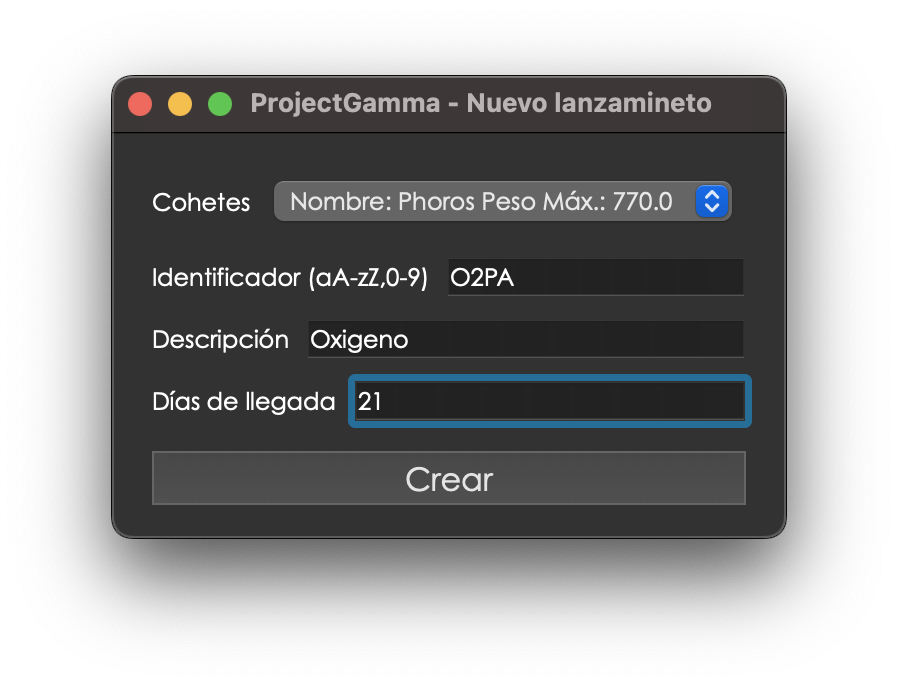 ProjectGamma - Nuevo lanzamineto
Cohetes Nombre: Phoros Peso Máx.: 770.0
Identificador (aA-zZ,0-9) O2PA
Descripción Oxigeno
Días de llegada 21
Crear